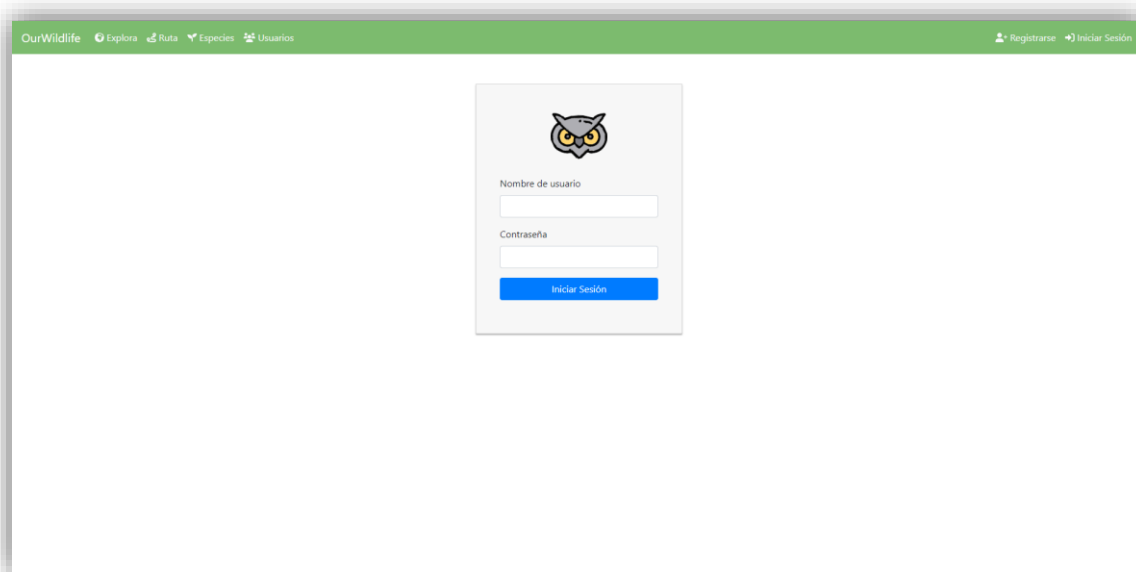 OurWildlife Explora Ruta Especies Usuarios Registrarse Iniciar Sesión
Nombre de usuario
Contraseña
Iniciar Sesión